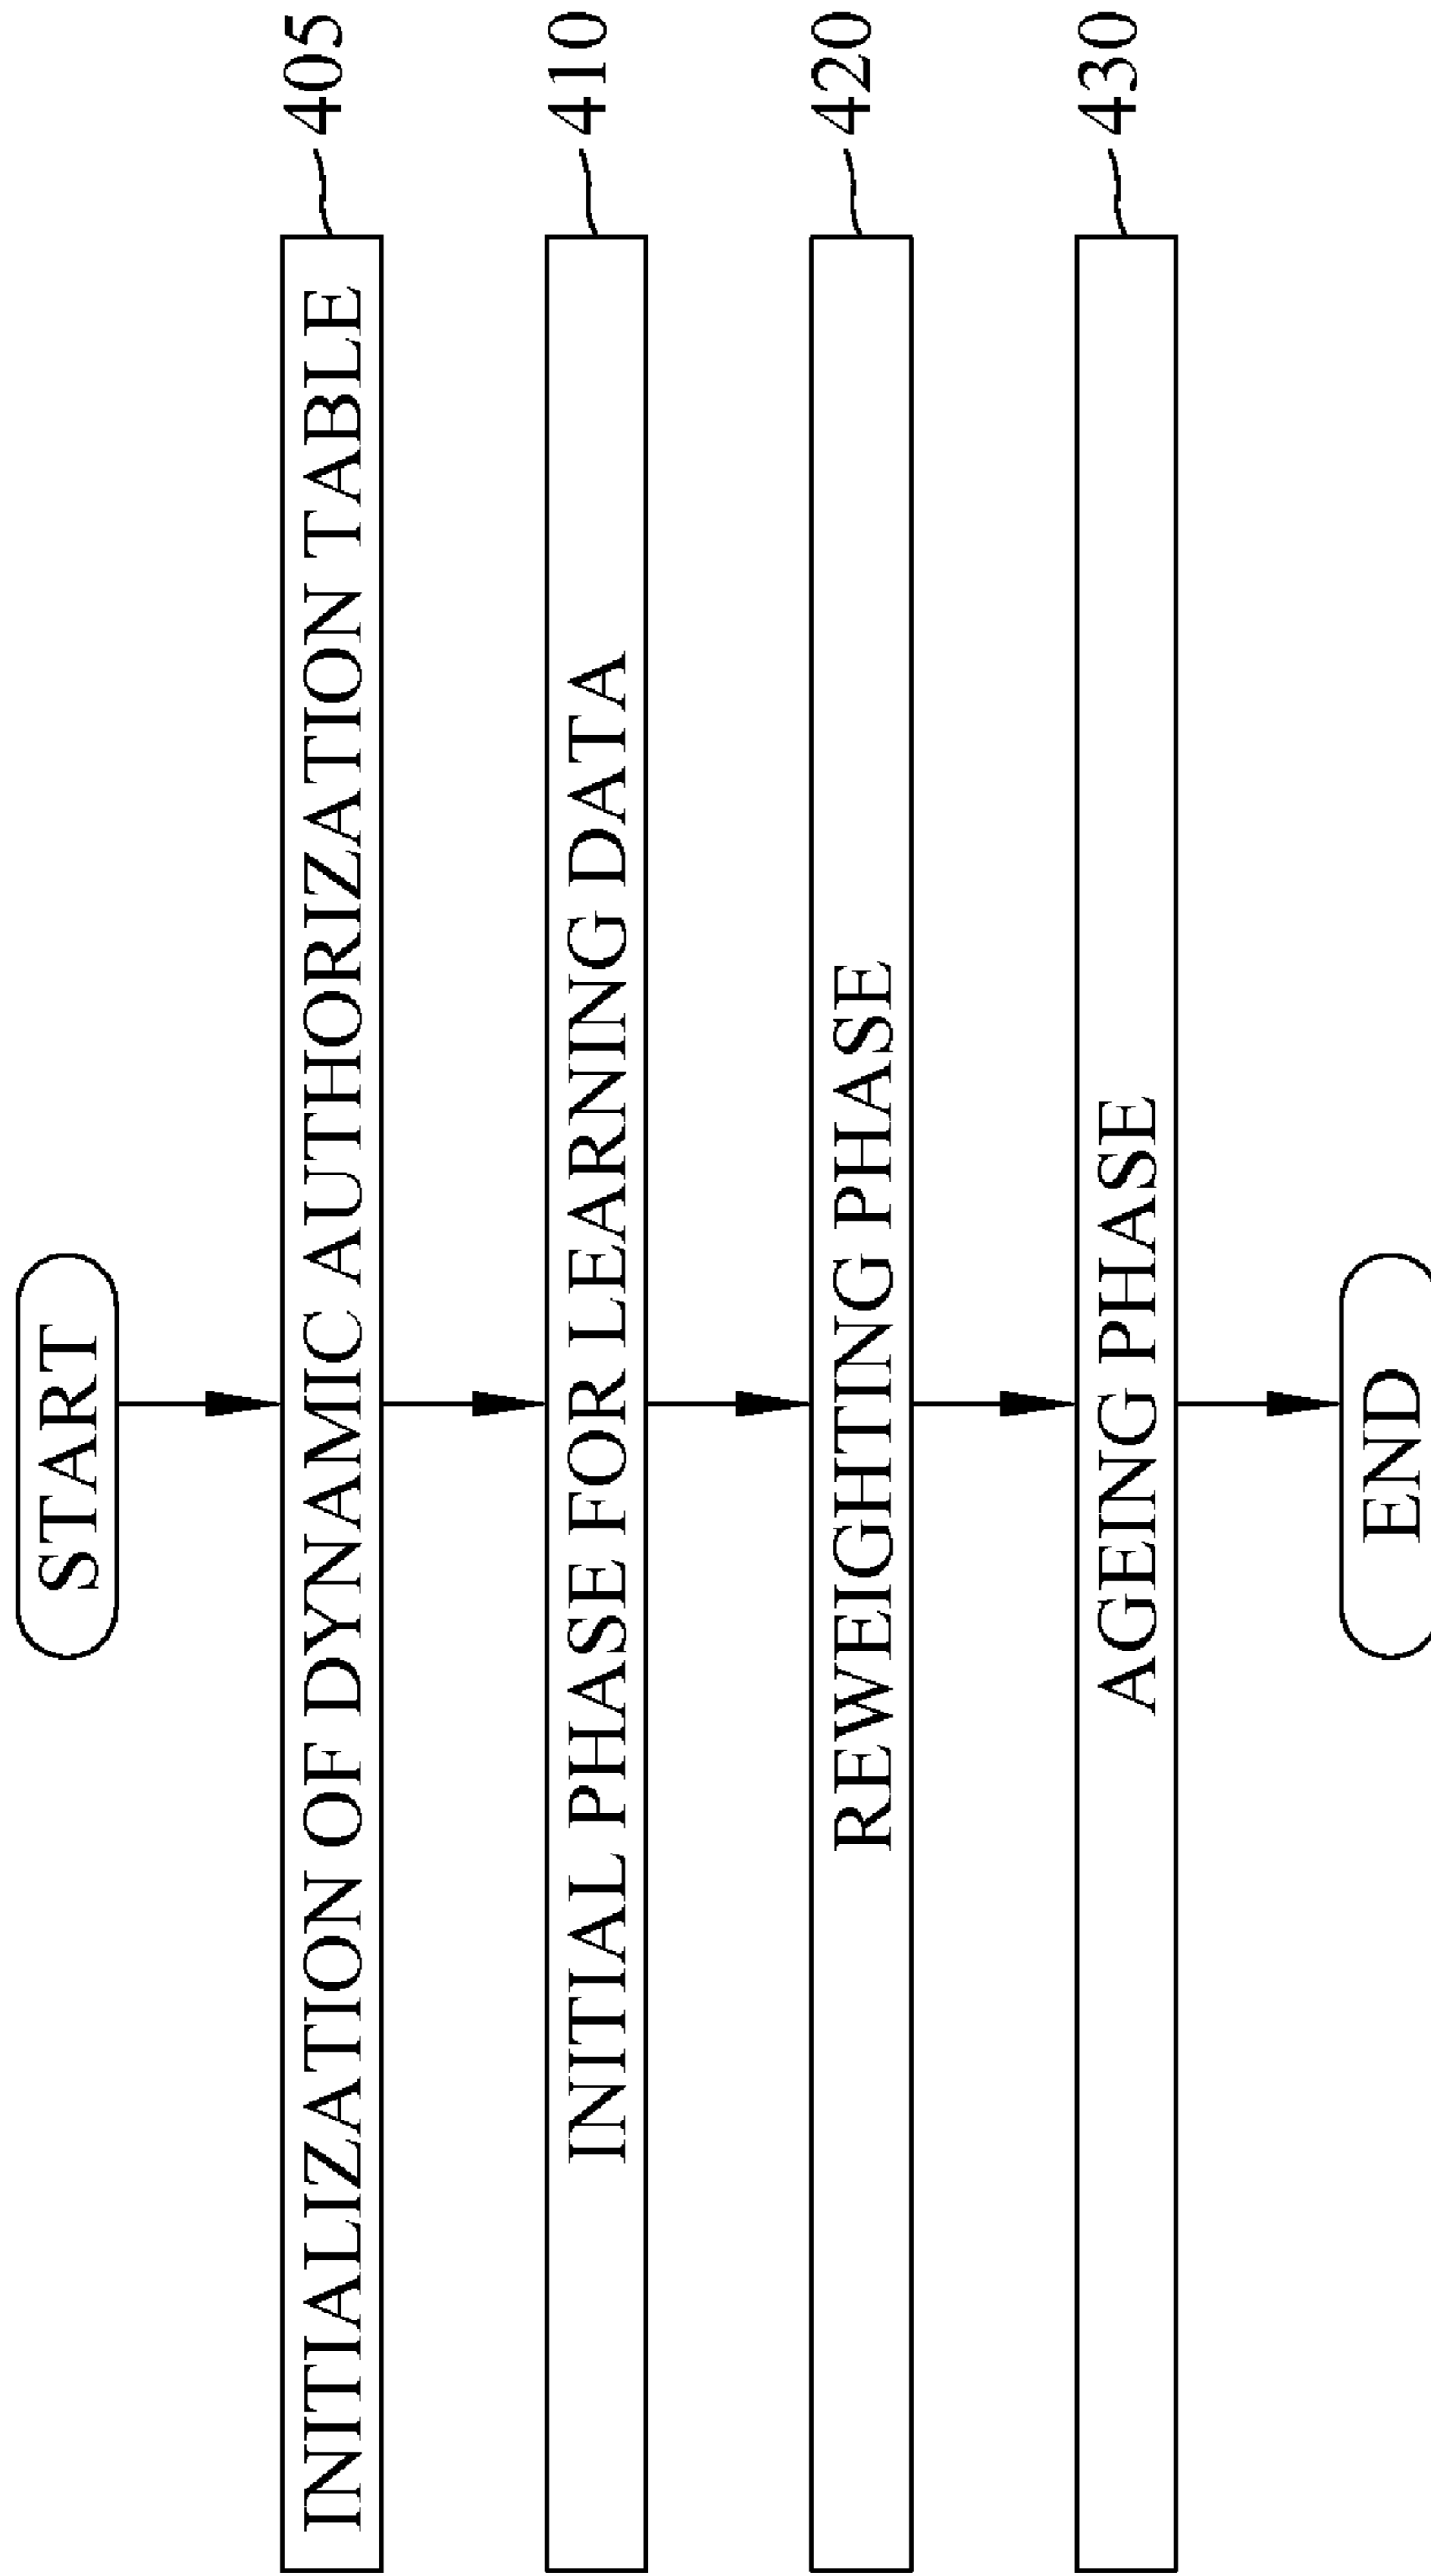 START
INITIALIZATION OF DYNAMIC AUTHORIZATION TABLE
405
INITIAL PHASE FOR LEARNING DATA
410
REWEIGHTING PHASE
420
AGEING PHASE
430
END